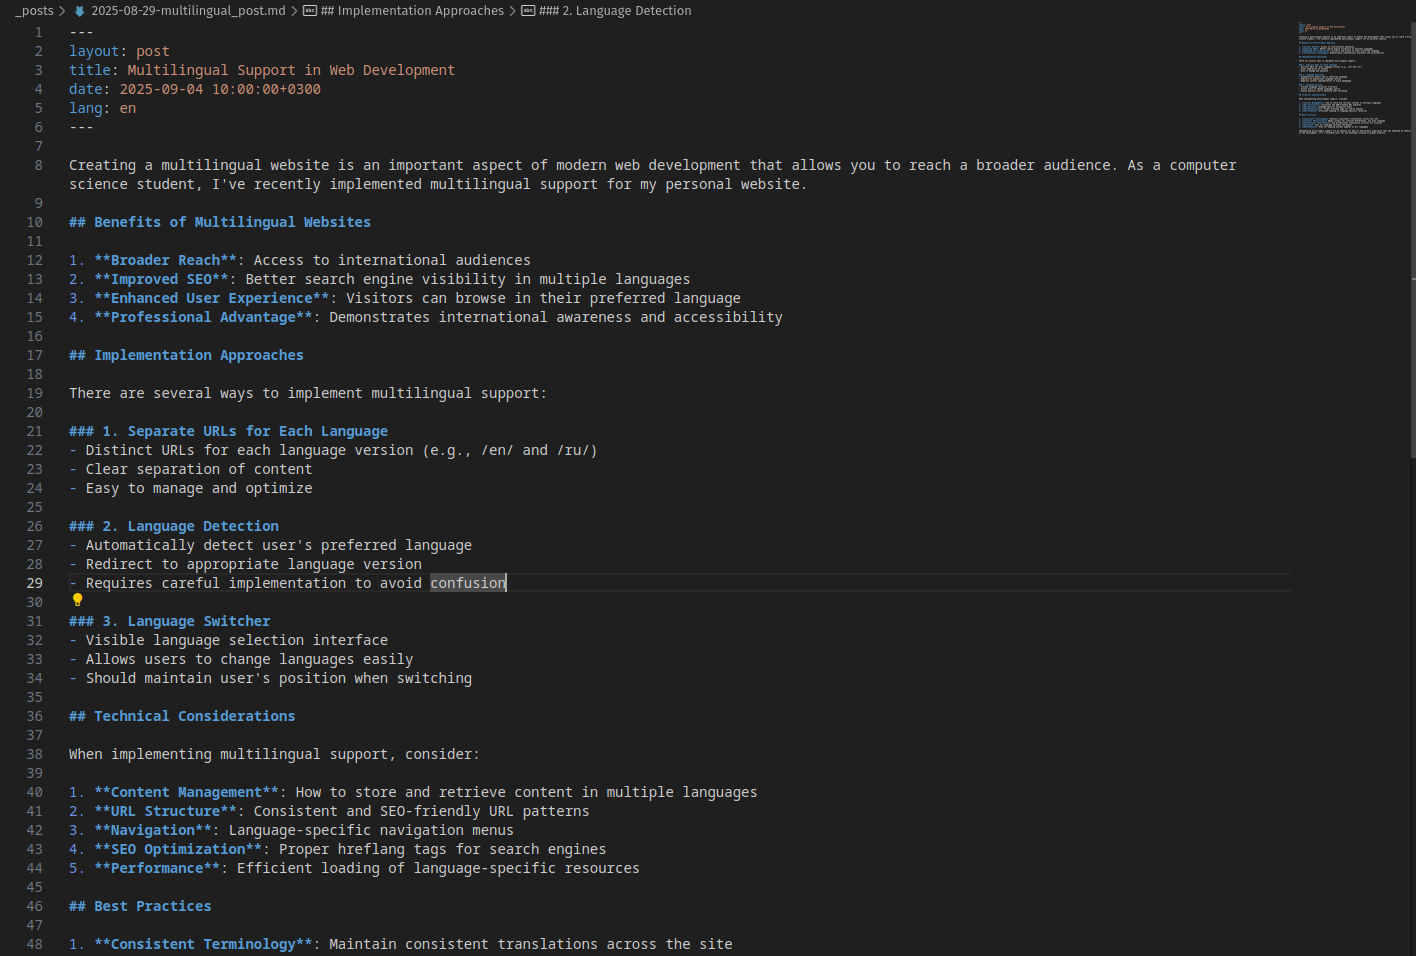 _posts > 2025-08-29-multilingual_post.md > ## Implementation Approaches > ### 2. Language Detection
1 ---
2 layout: post
3 title: Multilingual Support in Web Development
4 date: 2025-09-04 10:00:00+0300
5 lang: en
6 ---
7
8 Creating a multilingual website is an important aspect of modern web development that allows you to reach a broader audience. As a computer
science student, I've recently implemented multilingual support for my personal website.
9
10 ## Benefits of Multilingual Websites
11
12 1. **Broader Reach**: Access to international audiences
13 2. **Improved SEO**: Better search engine visibility in multiple languages
14 3. **Enhanced User Experience**: Visitors can browse in their preferred language
15 4. **Professional Advantage**: Demonstrates international awareness and accessibility
16
17 ## Implementation Approaches
18
19 There are several ways to implement multilingual support:
20
21 ### 1. Separate URLs for Each Language
22 - Distinct URLs for each language version (e.g., /en/ and /ru/)
23 - Clear separation of content
24 - Easy to manage and optimize
25
26 ### 2. Language Detection
27 - Automatically detect user's preferred language
28 - Redirect to appropriate language version
29 - Requires careful implementation to avoid confusion
30
31 ### 3. Language Switcher
32 - Visible language selection interface
33 - Allows users to change languages easily
34 - Should maintain user's position when switching
35
36 ## Technical Considerations
37
38 When implementing multilingual support, consider:
39
40 1. **Content Management**: How to store and retrieve content in multiple languages
41 2. **URL Structure**: Consistent and SEO-friendly URL patterns
42 3. **Navigation**: Language-specific navigation menus
43 4. **SEO Optimization**: Proper hreflang tags for search engines
44 5. **Performance**: Efficient loading of language-specific resources
45
46 ## Best Practices
47
48 1. **Consistent Terminology**: Maintain consistent translations across the site